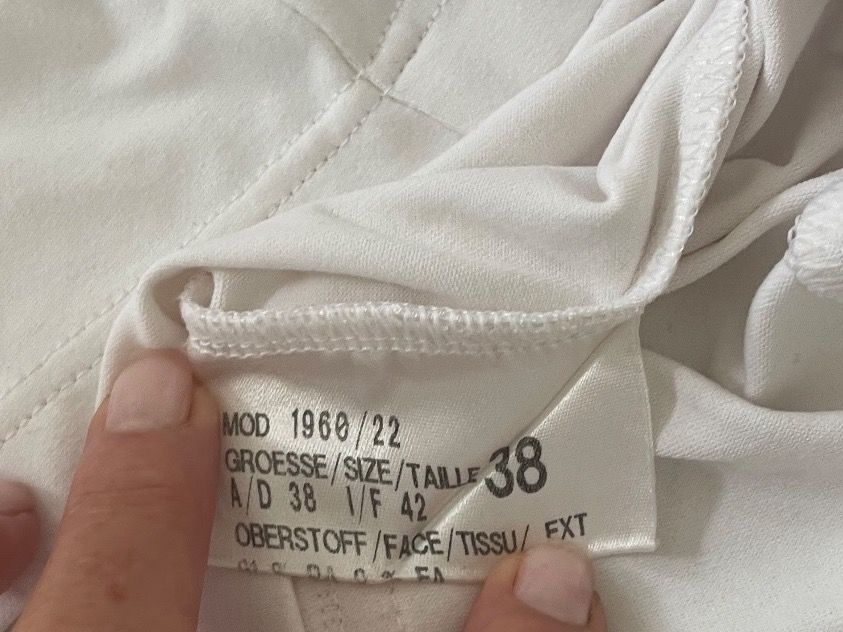 MOD 1960/22
GROESSE/SIZE/TAILLE 38
A/D 38 I/F 42
OBERSTOFF/FACE/TISSU/ EXT